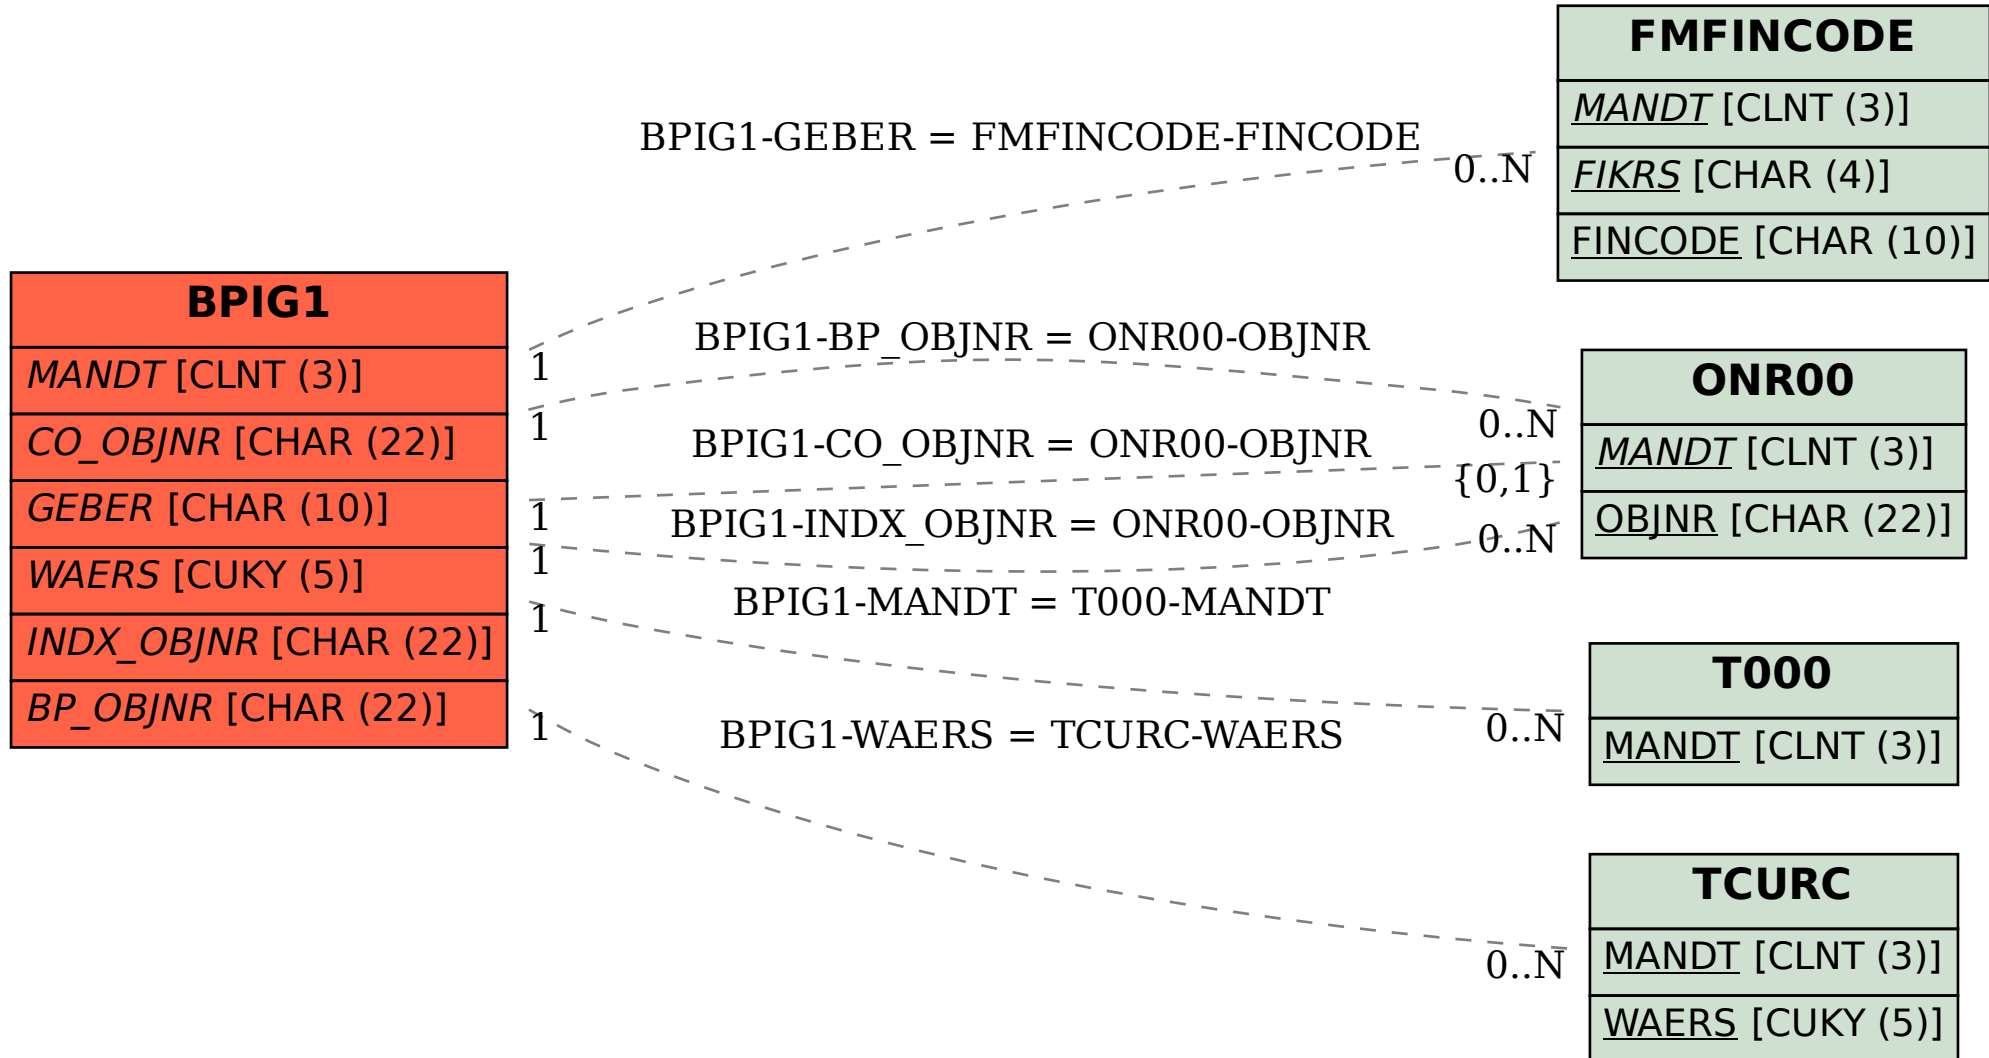 BPIG1
MANDT [CLNT (3)]
CO_OBJNR [CHAR (22)]
GEBER [CHAR (10)]
WAERS [CUKY (5)]
INDX_OBJNR [CHAR (22)]
BP_OBJNR [CHAR (22)]
BPIG1-GEBER = FMFINCODE-FINCODE
0..N
1
BPIG1-BP_OBJNR = ONR00-OBJNR
1
0..N
BPIG1-CO_OBJNR = ONR00-OBJNR
{0,1}
1
BPIG1-INDX_OBJNR = ONR00-OBJNR
0..N
1
BPIG1-MANDT = T000-MANDT
1
0..N
BPIG1-WAERS = TCURC-WAERS
1
0..N
FMFINCODE
MANDT [CLNT (3)]
FIKRS [CHAR (4)]
FINCODE [CHAR (10)]
ONR00
MANDT [CLNT (3)]
OBJNR [CHAR (22)]
T000
MANDT [CLNT (3)]
TCURC
MANDT [CLNT (3)]
WAERS [CUKY (5)]